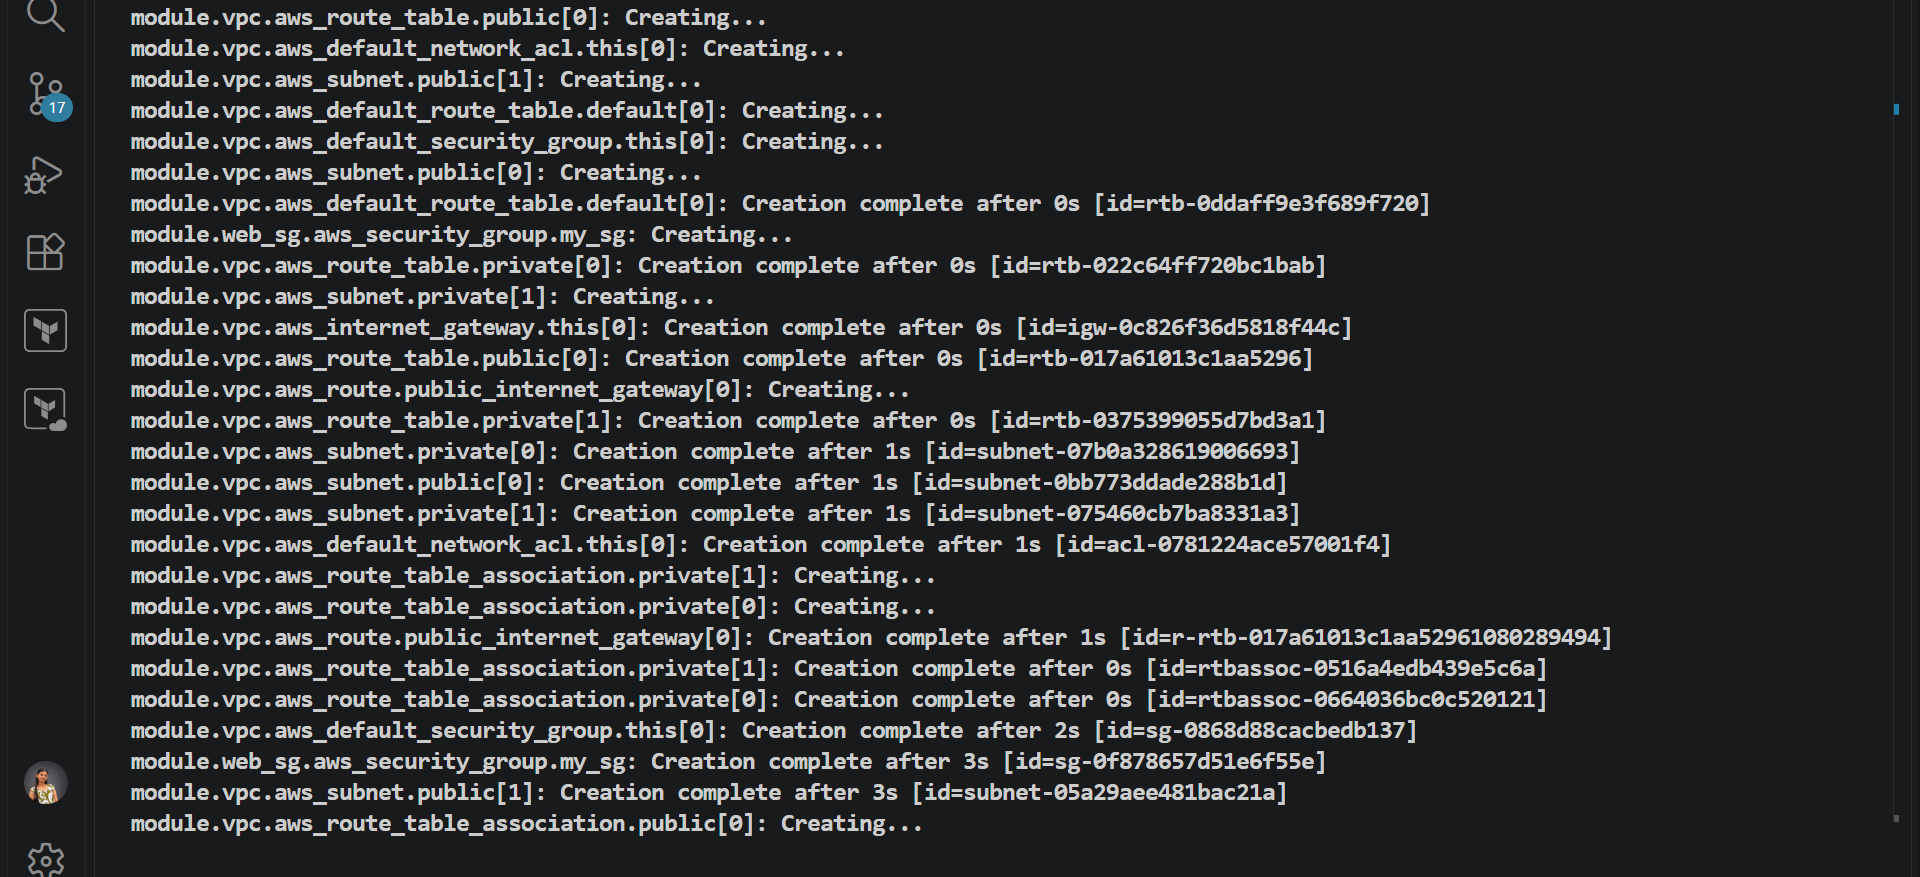 module.vpc.aws_route_table.public[0]: Creating...
module.vpc.aws_default_network_acl.this[0]: Creating...
module.vpc.aws_subnet.public[1]: Creating...
17
module.vpc.aws_default_route_table.default[0]: Creating...
module.vpc.aws_default_security_group.this[0]: Creating...
module.vpc.aws_subnet.public[0]: Creating...
module.vpc.aws_default_route_table.default[0]: Creation complete after 0s [id=rtb-0ddaff9e3f689f720]
module.web_sg.aws_security_group.my_sg: Creating...
module.vpc.aws_route_table.private[0]: Creation complete after 0s [id=rtb-022c64ff720bc1bab]
module.vpc.aws_subnet.private[1]: Creating...
module.vpc.aws_internet_gateway.this[0]: Creation complete after 0s [id=igw-0c826f36d5818f44c]
module.vpc.aws_route_table.public[0]: Creation complete after 0s [id=rtb-017a61013c1aa5296]
module.vpc.aws_route.public_internet_gateway[0]: Creating...
module.vpc.aws_route_table.private[1]: Creation complete after 0s [id=rtb-0375399055d7bd3a1]
module.vpc.aws_subnet.private[0]: Creation complete after 1s [id=subnet-07b0a328619006693]
module.vpc.aws_subnet.public[0]: Creation complete after 1s [id=subnet-0bb773ddade288b1d]
module.vpc.aws_subnet.private[1]: Creation complete after 1s [id=subnet-075460cb7ba8331a3]
module.vpc.aws_default_network_acl.this[0]: Creation complete after 1s [id=acl-0781224ace57001f4]
module.vpc.aws_route_table_association.private[1]: Creating...
module.vpc.aws_route_table_association.private[0]: Creating...
module.vpc.aws_route.public_internet_gateway[0]: Creation complete after 1s [id=r-rtb-017a61013c1aa52961080289494]
module.vpc.aws_route_table_association.private[1]: Creation complete after 0s [id=rtbassoc-0516a4edb439e5c6a]
module.vpc.aws_route_table_association.private[0]: Creation complete after 0s [id=rtbassoc-0664036bc0c520121]
module.vpc.aws_default_security_group.this[0]: Creation complete after 2s [id=sg-0868d88cacbedb137]
module.web_sg.aws_security_group.my_sg: Creation complete after 3s [id=sg-0f878657d51e6f55e]
module.vpc.aws_subnet.public[1]: Creation complete after 3s [id=subnet-05a29aee481bac21a]
module.vpc.aws_route_table_association.public[0]: Creating...